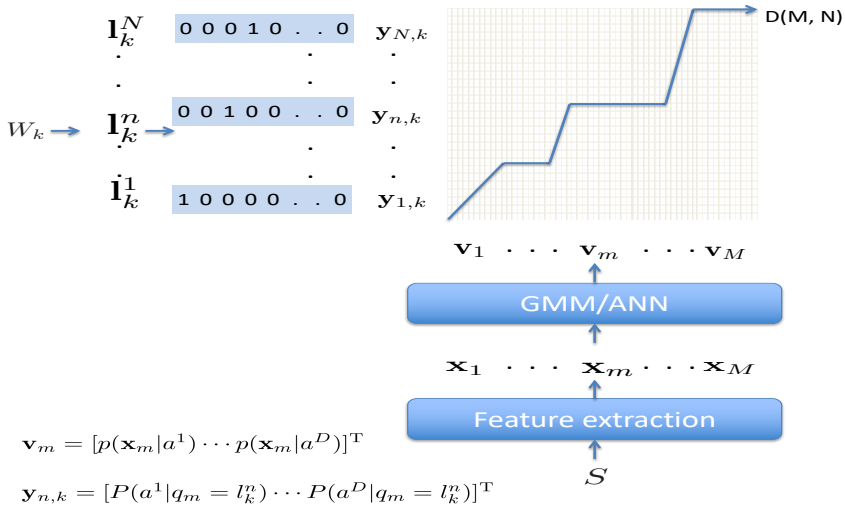 𝐥_k^N 0 0 0 1 0 . . 0 𝐲_{N,k} D(M, N)
. . .
. . .
W_k 𝐥_k^n 0 0 1 0 0 . . 0 𝐲_{n,k}
. . .
. . .
𝐥_k^1 1 0 0 0 0 . . 0 𝐲_{1,k}
𝐯_1 · · · 𝐯_m · · · 𝐯_M
GMM/ANN
𝐱_1 · · · 𝐱_m · · · 𝐱_M
Feature extraction
𝐯_m = [p(𝐱_m|a^1) ⋯ p(𝐱_m|a^D)]^T
S
𝐲_{n,k} = [P(a^1|q_m = l_k^n) ⋯ P(a^D|q_m = l_k^n)]^T